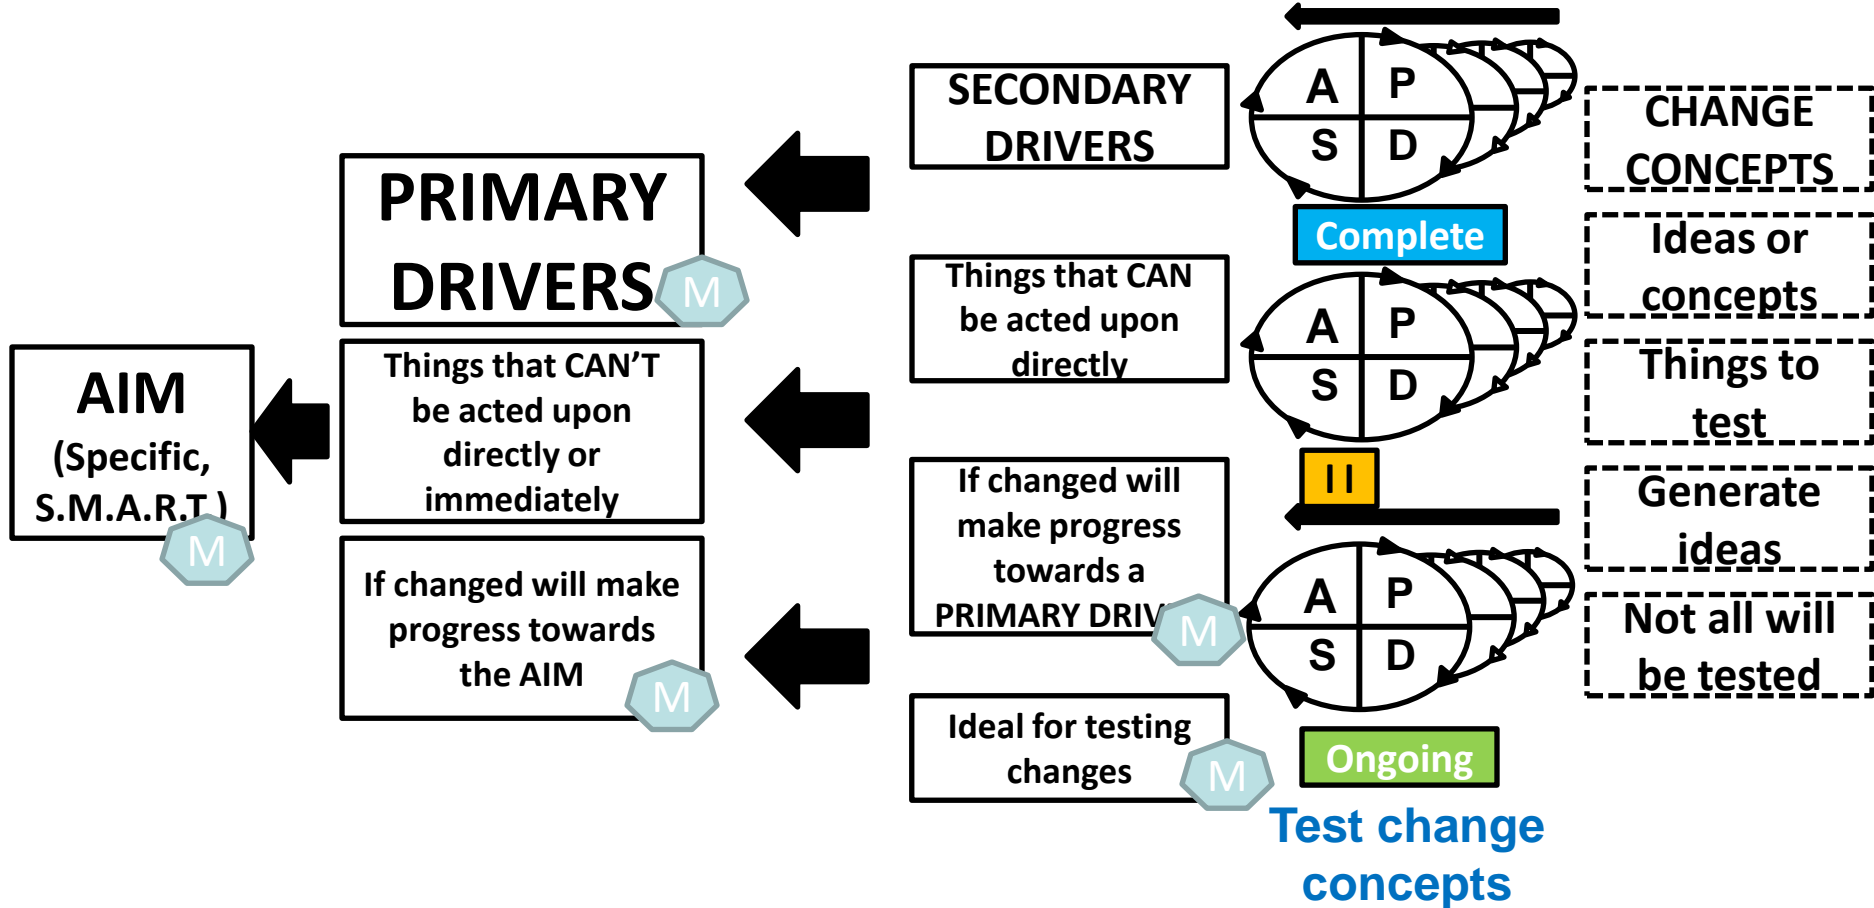 AIM
(Specific,
S.M.A.R.T.)
M
PRIMARY
DRIVERS
M
Things that CAN'T
be acted upon
directly or
immediately
If changed will make
progress towards
the AIM
M
SECONDARY
DRIVERS
Things that CAN
be acted upon
directly
If changed will
make progress
towards a
PRIMARY
M
Ideal for testing
changes
M
A P
S D
Complete
A P
S D
II
A P
S D
Ongoing
Test change
concepts
CHANGE
CONCEPTS
Ideas or
concepts
Things to
test
Generate
ideas
Not all will
be tested